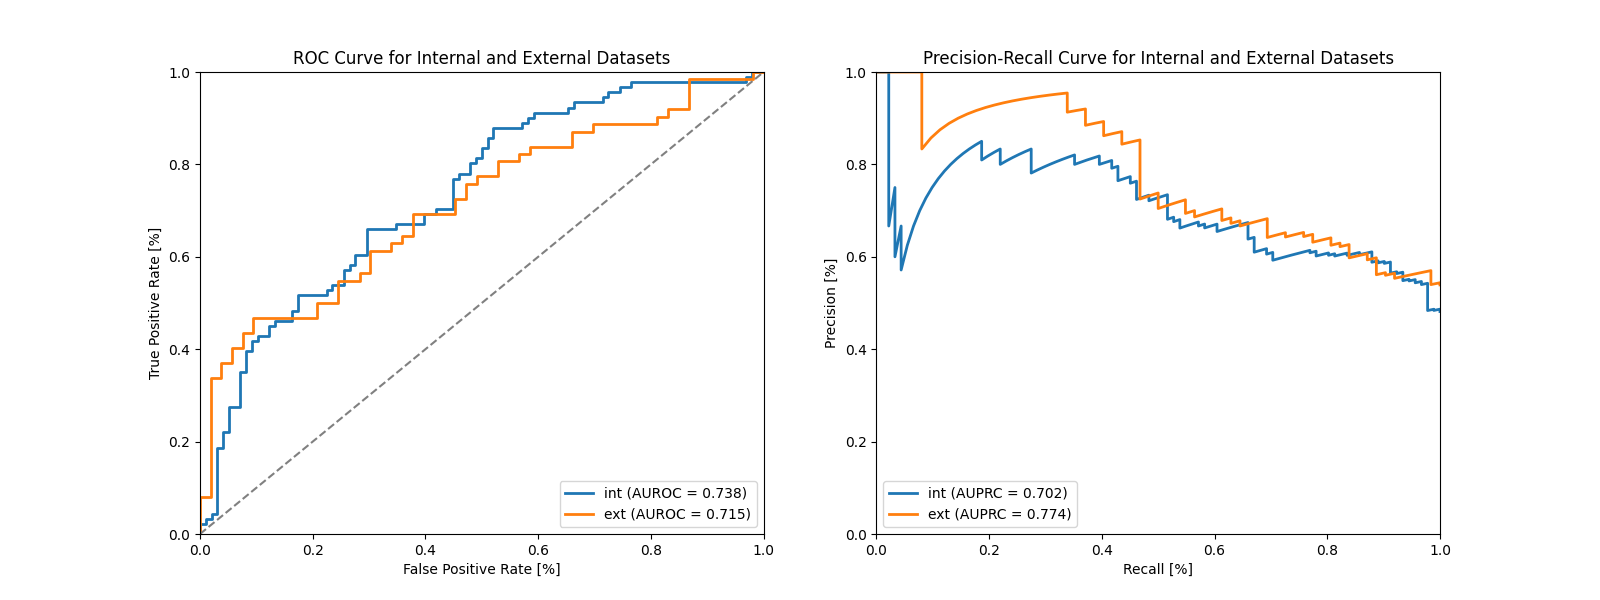 ROC Curve for Internal and External Datasets
1.0
0.8
0.6
0.4
0.2
0.0
True Positive Rate [%]
0.0 0.2 0.4 0.6 0.8 1.0
False Positive Rate [%]
int (AUROC = 0.738)
ext (AUROC = 0.715)
Precision-Recall Curve for Internal and External Datasets
1.0
0.8
0.6
0.4
0.2
0.0
Precision [%]
0.0 0.2 0.4 0.6 0.8 1.0
Recall [%]
int (AUPRC = 0.702)
ext (AUPRC = 0.774)